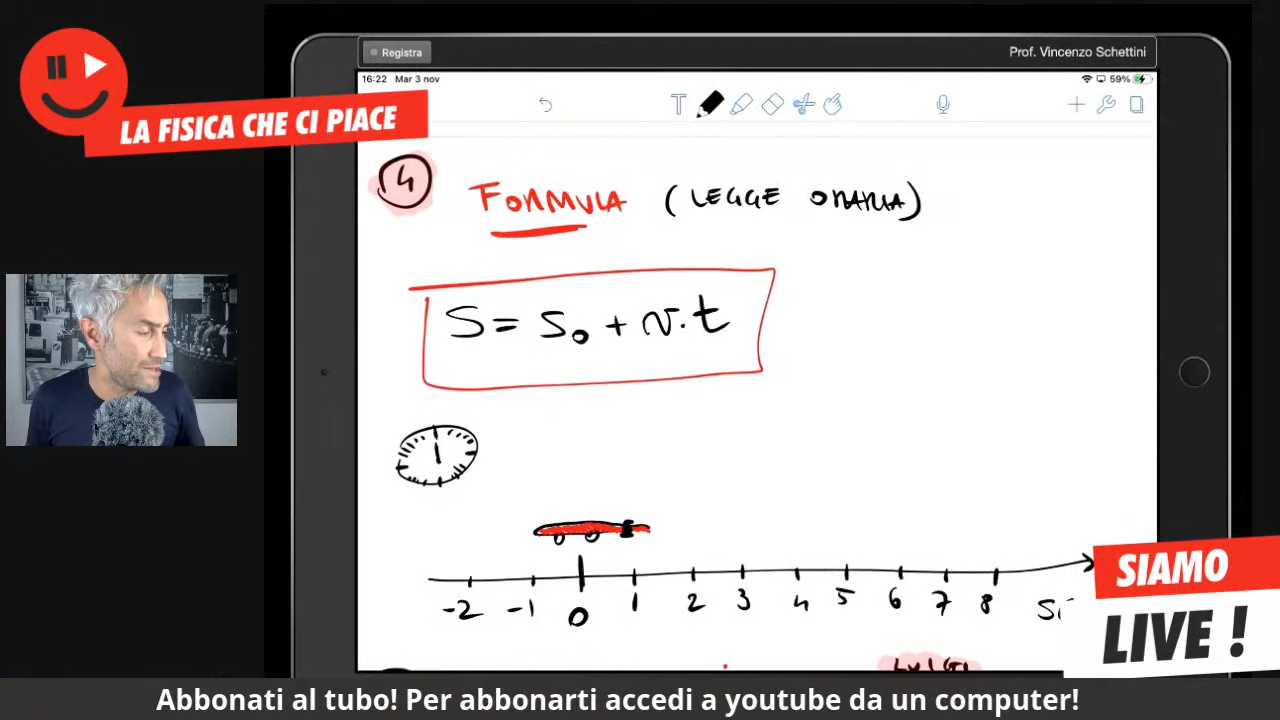 Registra
Prof. Vincenzo Schettini
16:22 Mar 3 nov
59%
LA FISICA CHE CI PIACE
T
4
FORMULA (LEGGE ORARIA)
S = S₀ + v.t
-2 -1 0 1 2 3 4 5 6 7 8
SIAMO
LIVE !
LUIGI
Abbonati al tubo! Per abbonarti accedi a youtube da un computer!